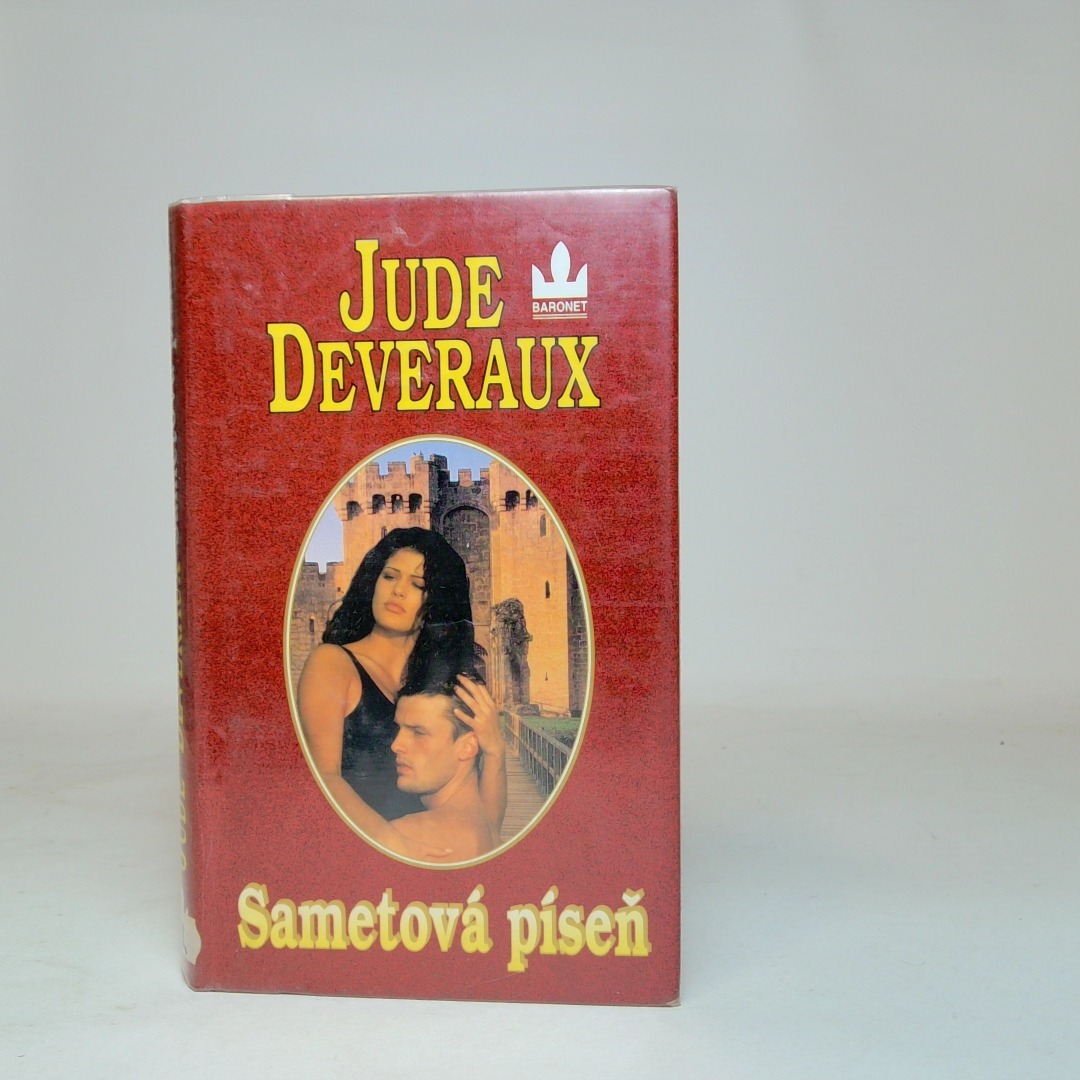 JUDE
BARONET
DEVERAUX
Sametová píseň